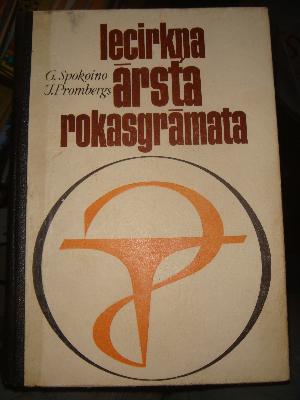 Iecirkņa
G. Spokoino
J. Prombergs
ārsta
rokasgrāmata